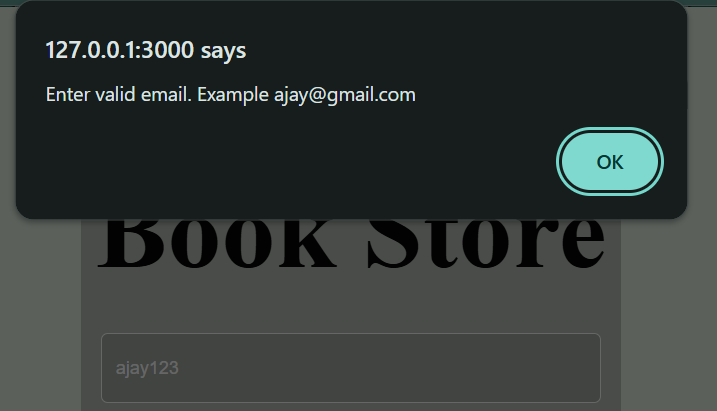 127.0.0.1:3000 says
Enter valid email. Example ajay@gmail.com
OK
Book Store
ajay123